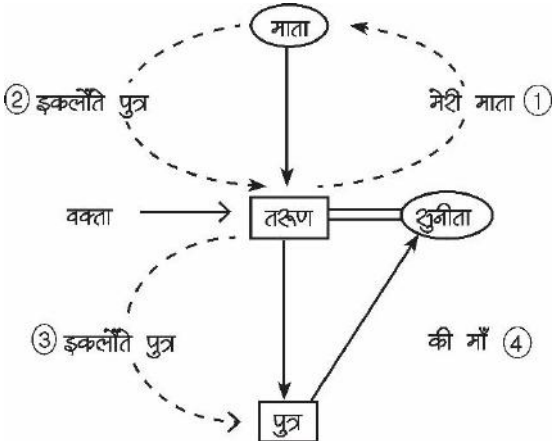 माता
② इकलौते पुत्र
मेरी माता ①
वक्ता
तरूण
सुनीता
③ इकलौते पुत्र
की माँ ④
पुत्र